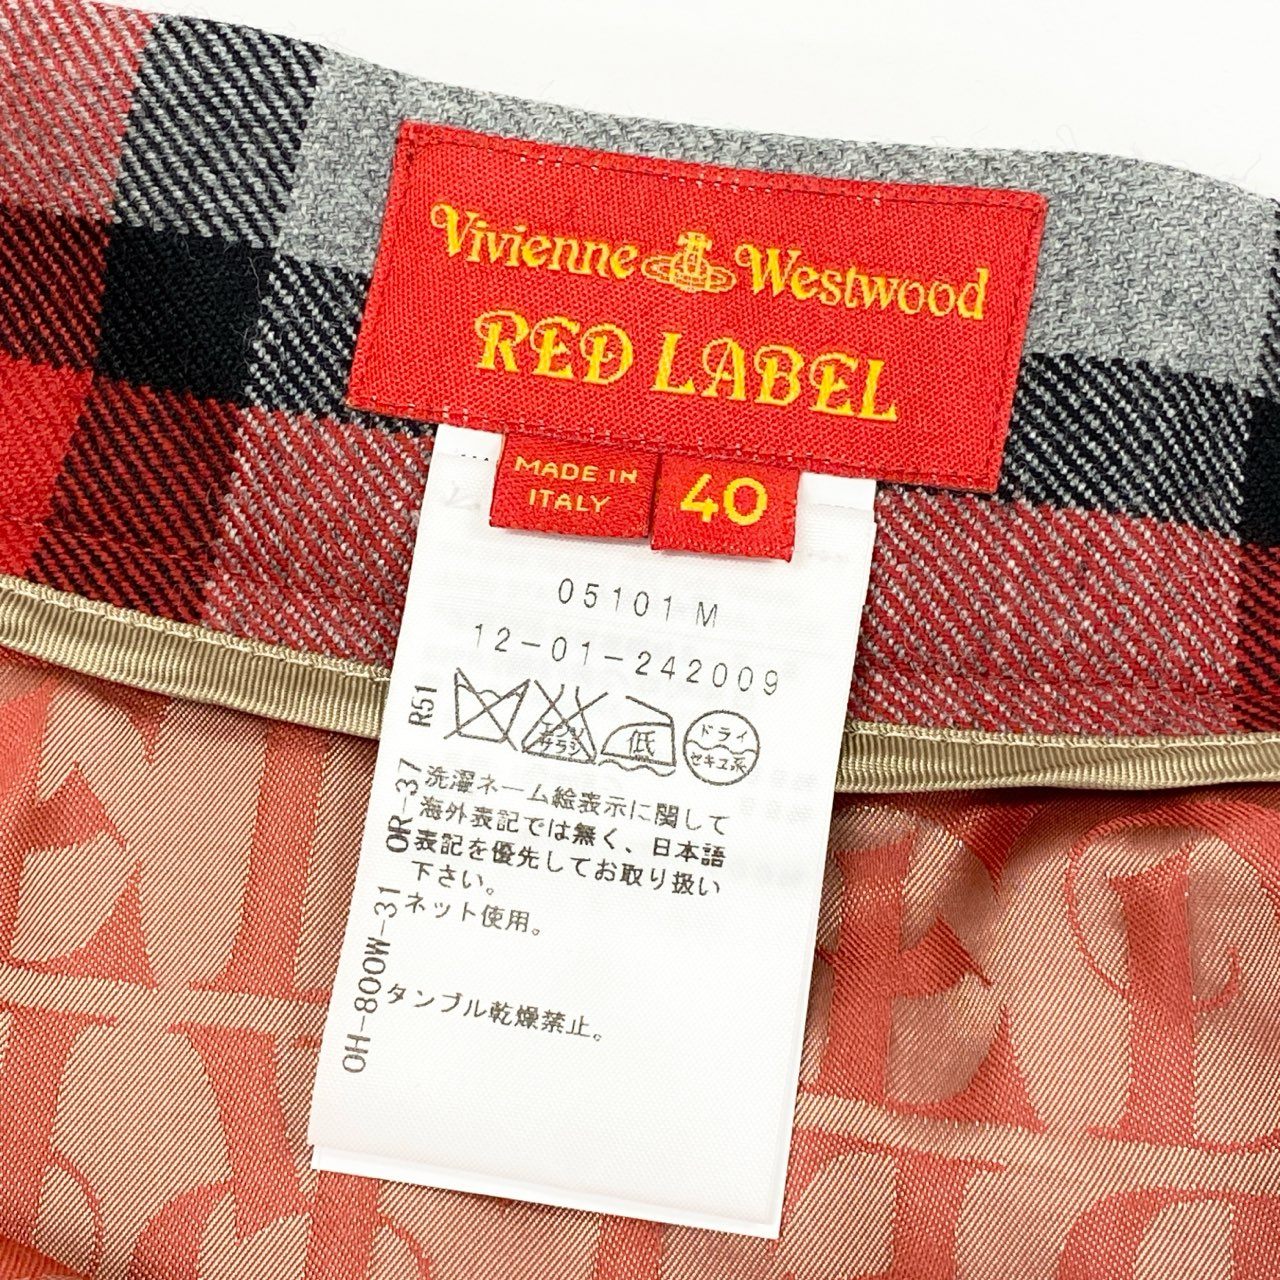 Vivienne Westwood
RED LABEL
MADE IN
ITALY
40
05101 M
12-01-242009
エンソ
サラシ
低
ドライ
セキユ系
洗濯ネーム絵表示に関して
海外表記では無く、日本語
表記を優先してお取り扱い
下さい。
ネット使用。
タンブル乾燥禁止。
OH-800W-31 OR-37 R51